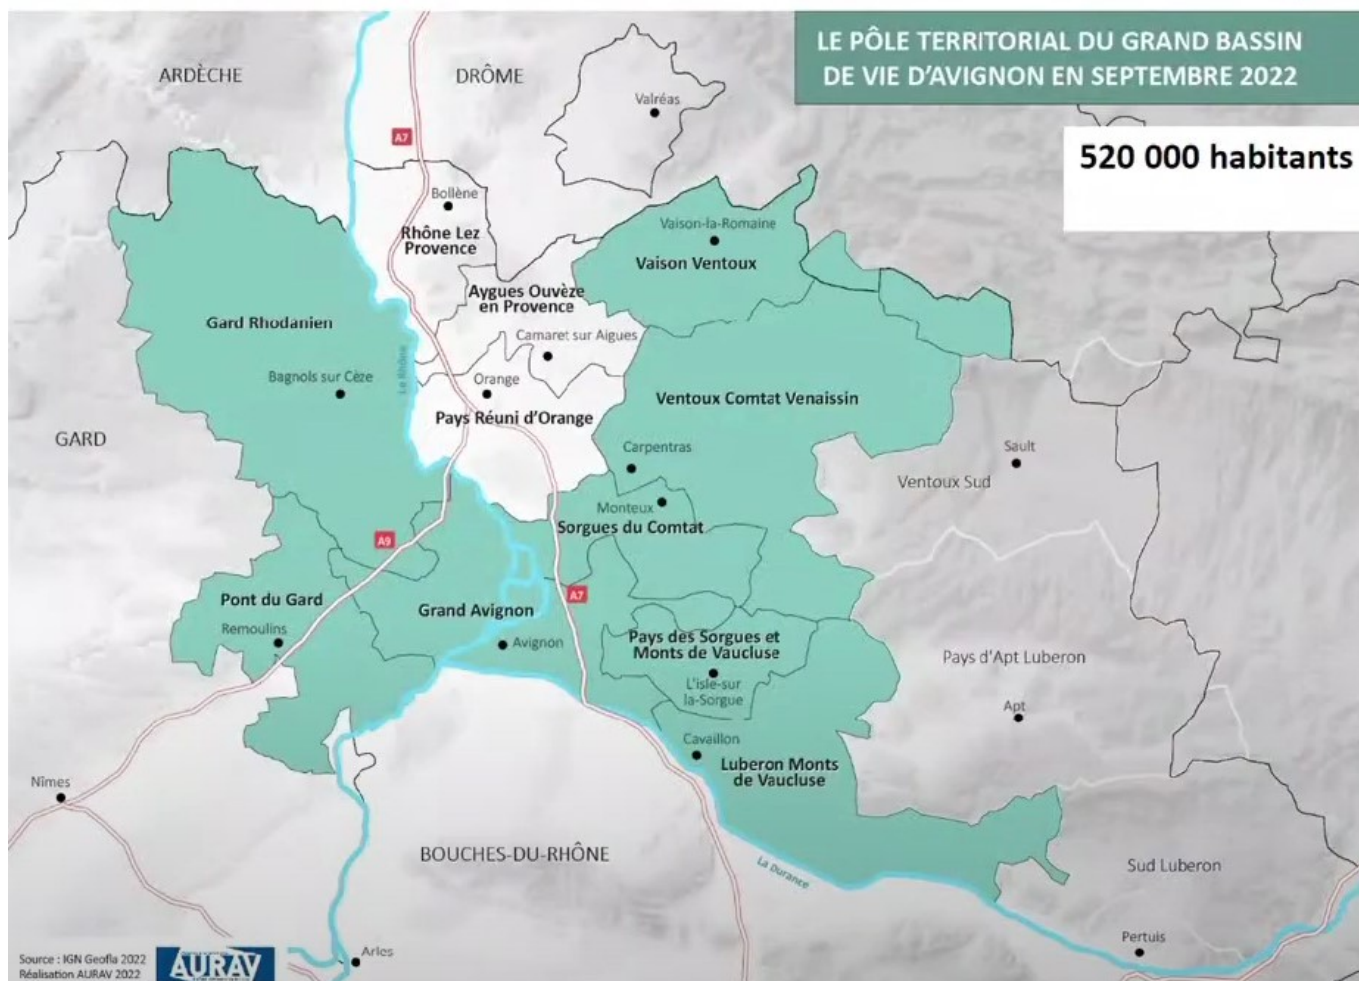 LE PÔLE TERRITORIAL DU GRAND BASSIN
DE VIE D'AVIGNON EN SEPTEMBRE 2022
520 000 habitants
ARDÈCHE
DRÔME
Valréas
A7
Bollène
Rhône Lez
Provence
Vaison-la-Romaine
Vaison Ventoux
Aygues Ouvèze
en Provence
Gard Rhodanien
Camaret sur Aigues
Le Rhône
Bagnols sur Cèze
Orange
Pays Réuni d'Orange
Ventoux Comtat Venaissin
GARD
Carpentras
Sault
Ventoux Sud
Monteux
Sorgues du Comtat
A9
A7
Pont du Gard
Grand Avignon
Remoulins
Avignon
Pays des Sorgues et
Monts de Vaucluse
L'isle-sur
la-Sorgue
Pays d'Apt Luberon
Apt
Cavaillon
Luberon Monts
de Vaucluse
Nîmes
BOUCHES-DU-RHÔNE
La Durance
Sud Luberon
Pertuis
Arles
Source : IGN Geofla 2022
Réalisation AURAV 2022
AURAV